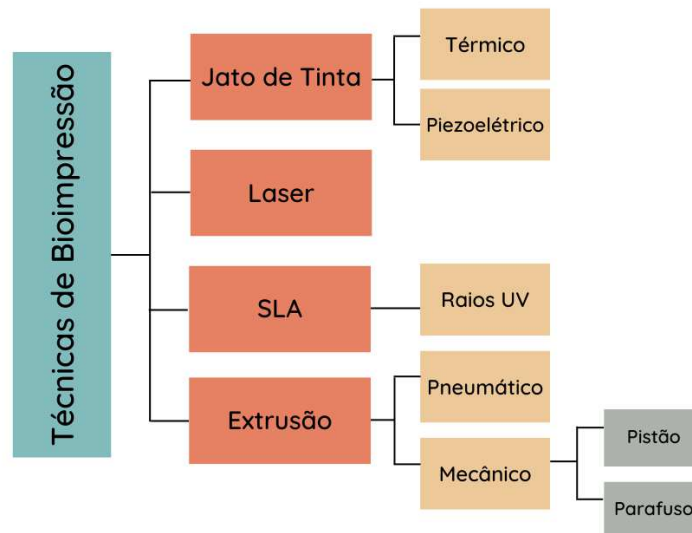 Técnicas de Bioimpressão
Jato de Tinta
Térmico
Piezoelétrico
Laser
SLA
Raios UV
Extrusão
Pneumático
Mecânico
Pistão
Parafuso